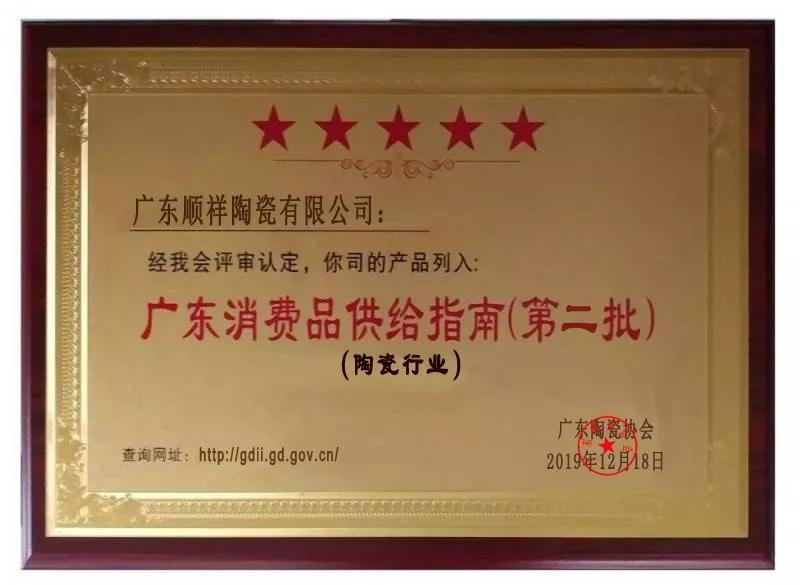 广东顺祥陶瓷有限公司:
经我会评审认定，你司的产品列入:
广东消费品供给指南(第二批)
(陶瓷行业)
广东陶瓷协会
查询网址: http://gdii.gd.gov.cn/
2019年12月18日